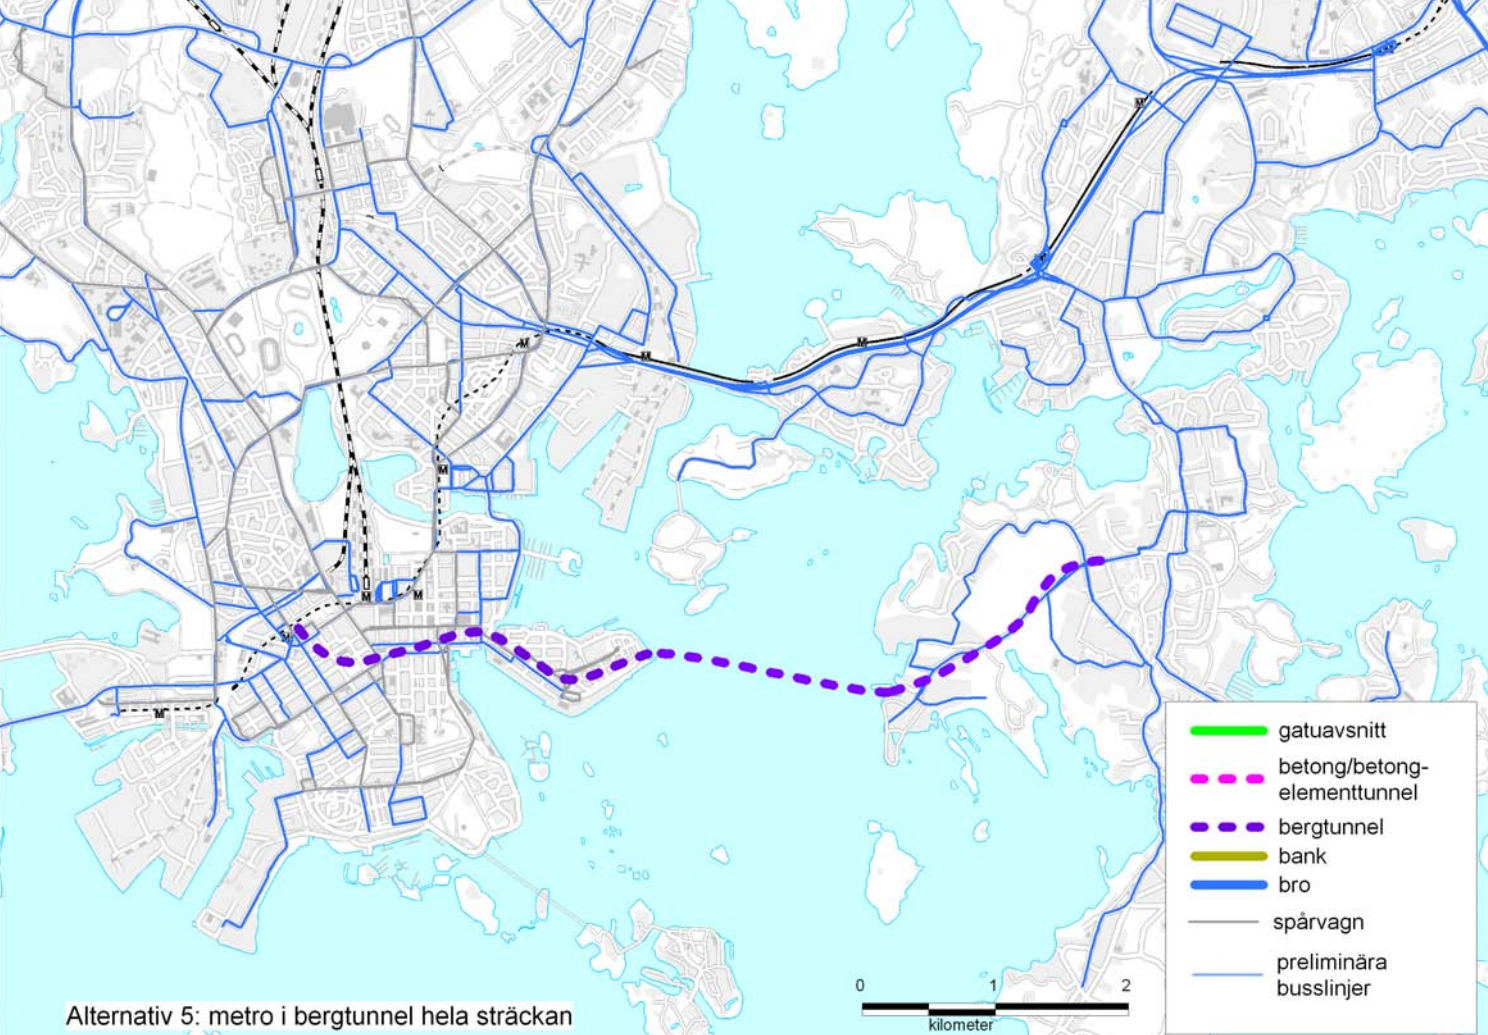 M
M
M
M
M
M
M
M
M
gatuavsnitt
betong/betong-
elementtunnel
bergtunnel
bank
bro
spårvagn
preliminära
busslinjer
0 1 2
kilometer
Alternativ 5: metro i bergtunnel hela sträckan